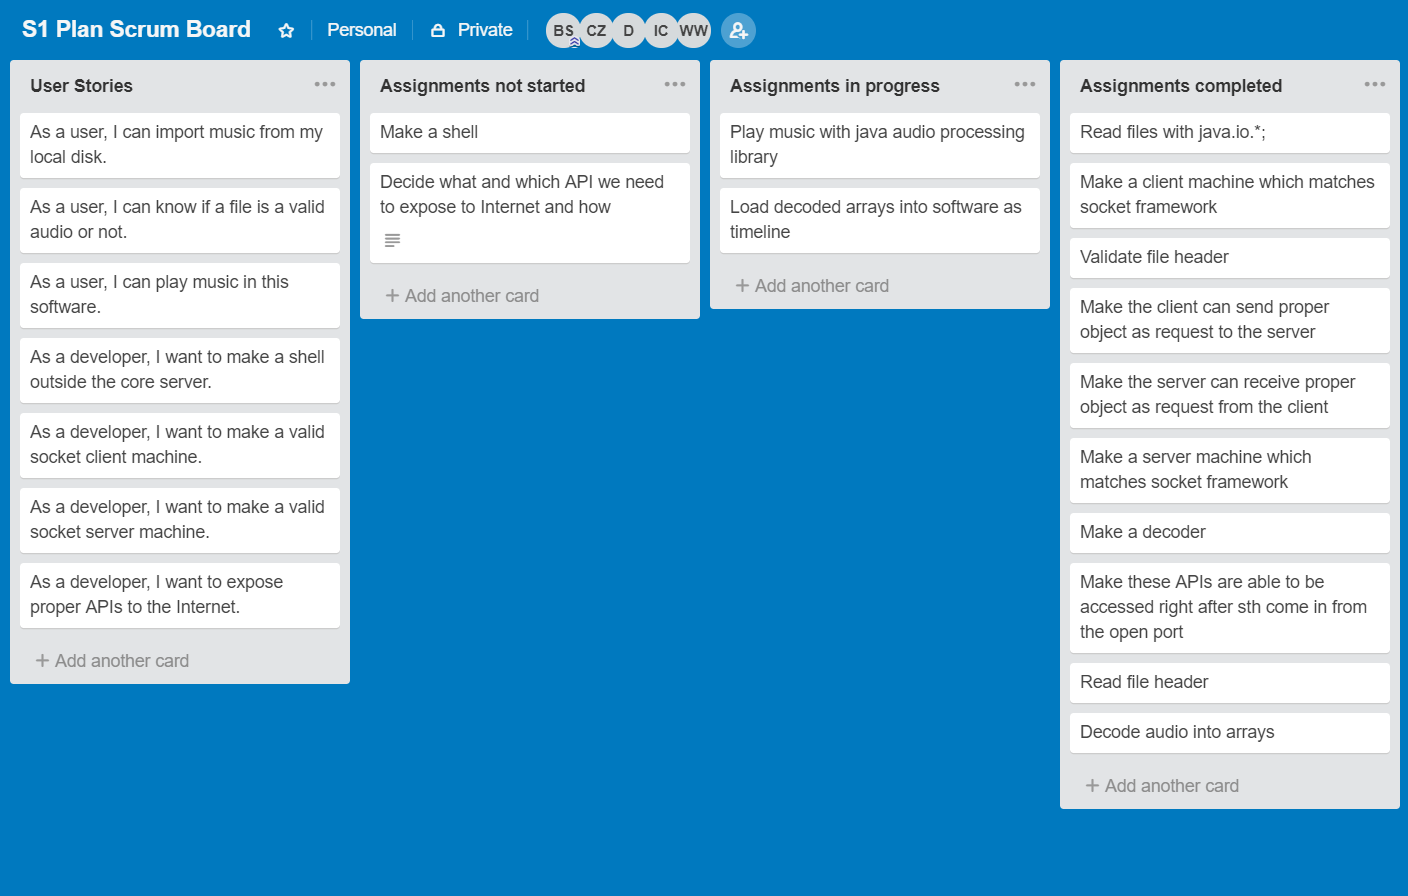 S1 Plan Scrum Board
Personal
Private
BS
CZ
D
IC
WW
User Stories
As a user, I can import music from my
local disk.
As a user, I can know if a file is a valid
audio or not.
As a user, I can play music in this
software.
As a developer, I want to make a shell
outside the core server.
As a developer, I want to make a valid
socket client machine.
As a developer, I want to make a valid
socket server machine.
As a developer, I want to expose
proper APIs to the Internet.
+ Add another card
Assignments not started
Make a shell
Decide what and which API we need
to expose to Internet and how
+ Add another card
Assignments in progress
Play music with java audio processing
library
Load decoded arrays into software as
timeline
+ Add another card
Assignments completed
Read files with java.io.*;
Make a client machine which matches
socket framework
Validate file header
Make the client can send proper
object as request to the server
Make the server can receive proper
object as request from the client
Make a server machine which
matches socket framework
Make a decoder
Make these APIs are able to be
accessed right after sth come in from
the open port
Read file header
Decode audio into arrays
+ Add another card